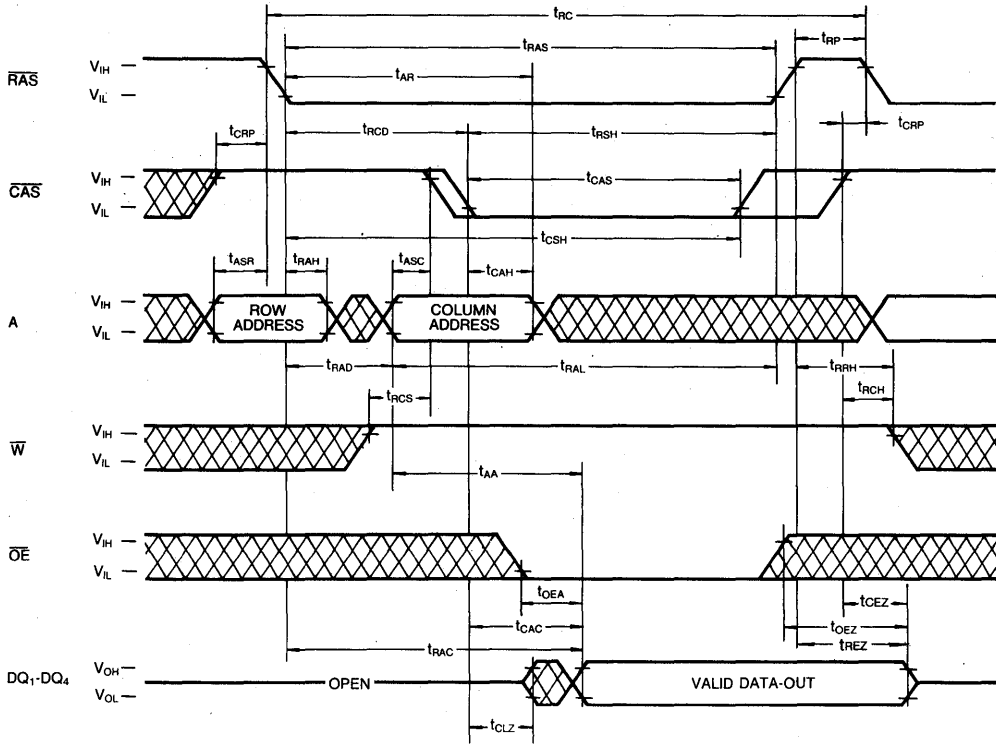 tRC
tRP
tRAS
tAR
RAS
VIH
VIL
tCRP
tRCD
tRSH
tCRP
CAS
VIH
VIL
tCAS
tCSH
tASR
tRAH
tASC
tCAH
A
VIH
VIL
ROW
ADDRESS
COLUMN
ADDRESS
tRAD
tRAL
tRRH
tRCS
tRCH
W
VIH
VIL
tAA
OE
VIH
VIL
tOEA
tCEZ
tCAC
tOEZ
tRAC
tREZ
DQ1-DQ4
VOH
VOL
OPEN
VALID DATA-OUT
tCLZ